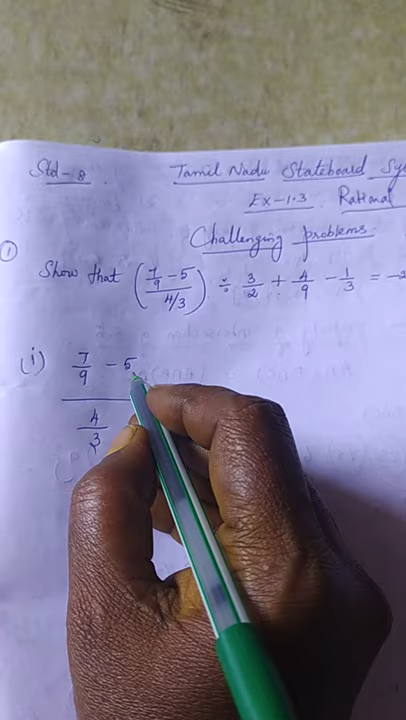 Std-8 Tamil Nadu Stateboard Sy
Ex-1.3 Rational
Challenging problems.
① Show that ((7/9 - 5)/(4/3)) ÷ 3/2 + 4/9 - 1/3 = -2
(i) 7/9 - 5
4/3